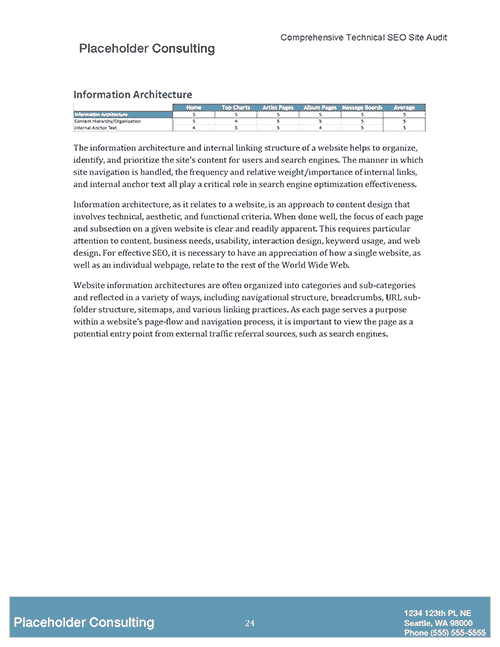 Comprehensive Technical SEO Site Audit
Placeholder Consulting
Information Architecture
Home Top Charts Artist Pages Album Pages Message Boards Average
Information Architecture 5 5 5 5 5 5
Content Hierarchy/Organization 5 4 5 5 5 5
Internal Anchor Text 4 5 5 4 5 5
The information architecture and internal linking structure of a website helps to organize,
identify, and prioritize the site's content for users and search engines. The manner in which
site navigation is handled, the frequency and relative weight/importance of internal links,
and internal anchor text all play a critical role in search engine optimization effectiveness.
Information architecture, as it relates to a website, is an approach to content design that
involves technical, aesthetic, and functional criteria. When done well, the focus of each page
and subsection on a given website is clear and readily apparent. This requires particular
attention to content, business needs, usability, interaction design, keyword usage, and web
design. For effective SEO, it is necessary to have an appreciation of how a single website, as
well as an individual webpage, relate to the rest of the World Wide Web.
Website information architectures are often organized into categories and sub-categories
and reflected in a variety of ways, including navigational structure, breadcrumbs, URL sub-
folder structure, sitemaps, and various linking practices. As each page serves a purpose
within a website's page-flow and navigation process, it is important to view the page as a
potential entry point from external traffic referral sources, such as search engines.
Placeholder Consulting
24
1234 123th PL NE
Seattle, WA 98000
Phone (555) 555-5555